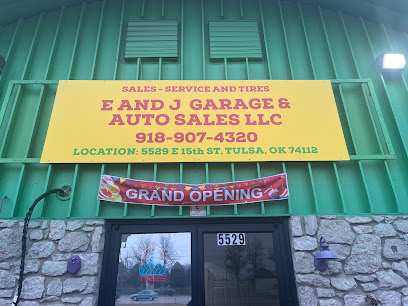 SALES - SERVICE AND TIRES
E AND J GARAGE &
AUTO SALES LLC
918-907-4320
LOCATION: 5529 E 15th ST, TULSA, OK 74112
GRAND OPENING
5529